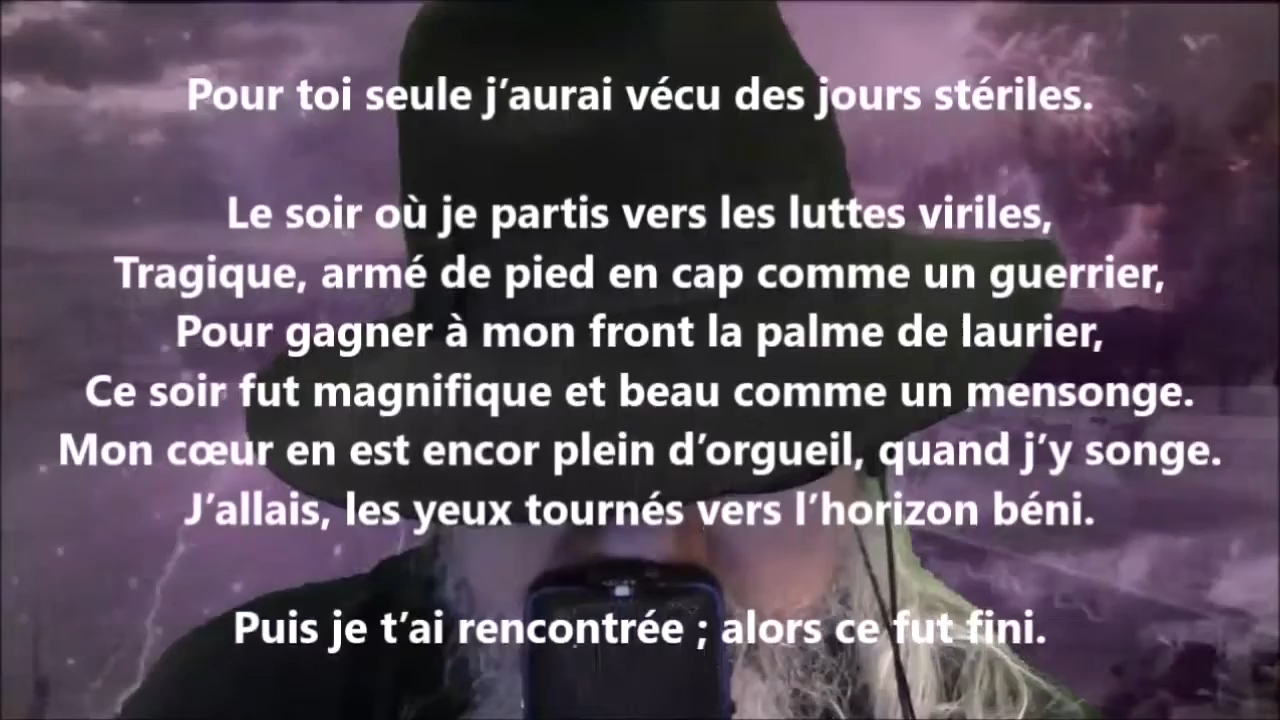 Pour toi seule j’aurai vécu des jours stériles.
Le soir où je partis vers les luttes viriles,
Tragique, armé de pied en cap comme un guerrier,
Pour gagner à mon front la palme de laurier,
Ce soir fut magnifique et beau comme un mensonge.
Mon cœur en est encor plein d’orgueil, quand j’y songe.
J’allais, les yeux tournés vers l’horizon béni.
Puis je t’ai rencontrée ; alors ce fut fini.